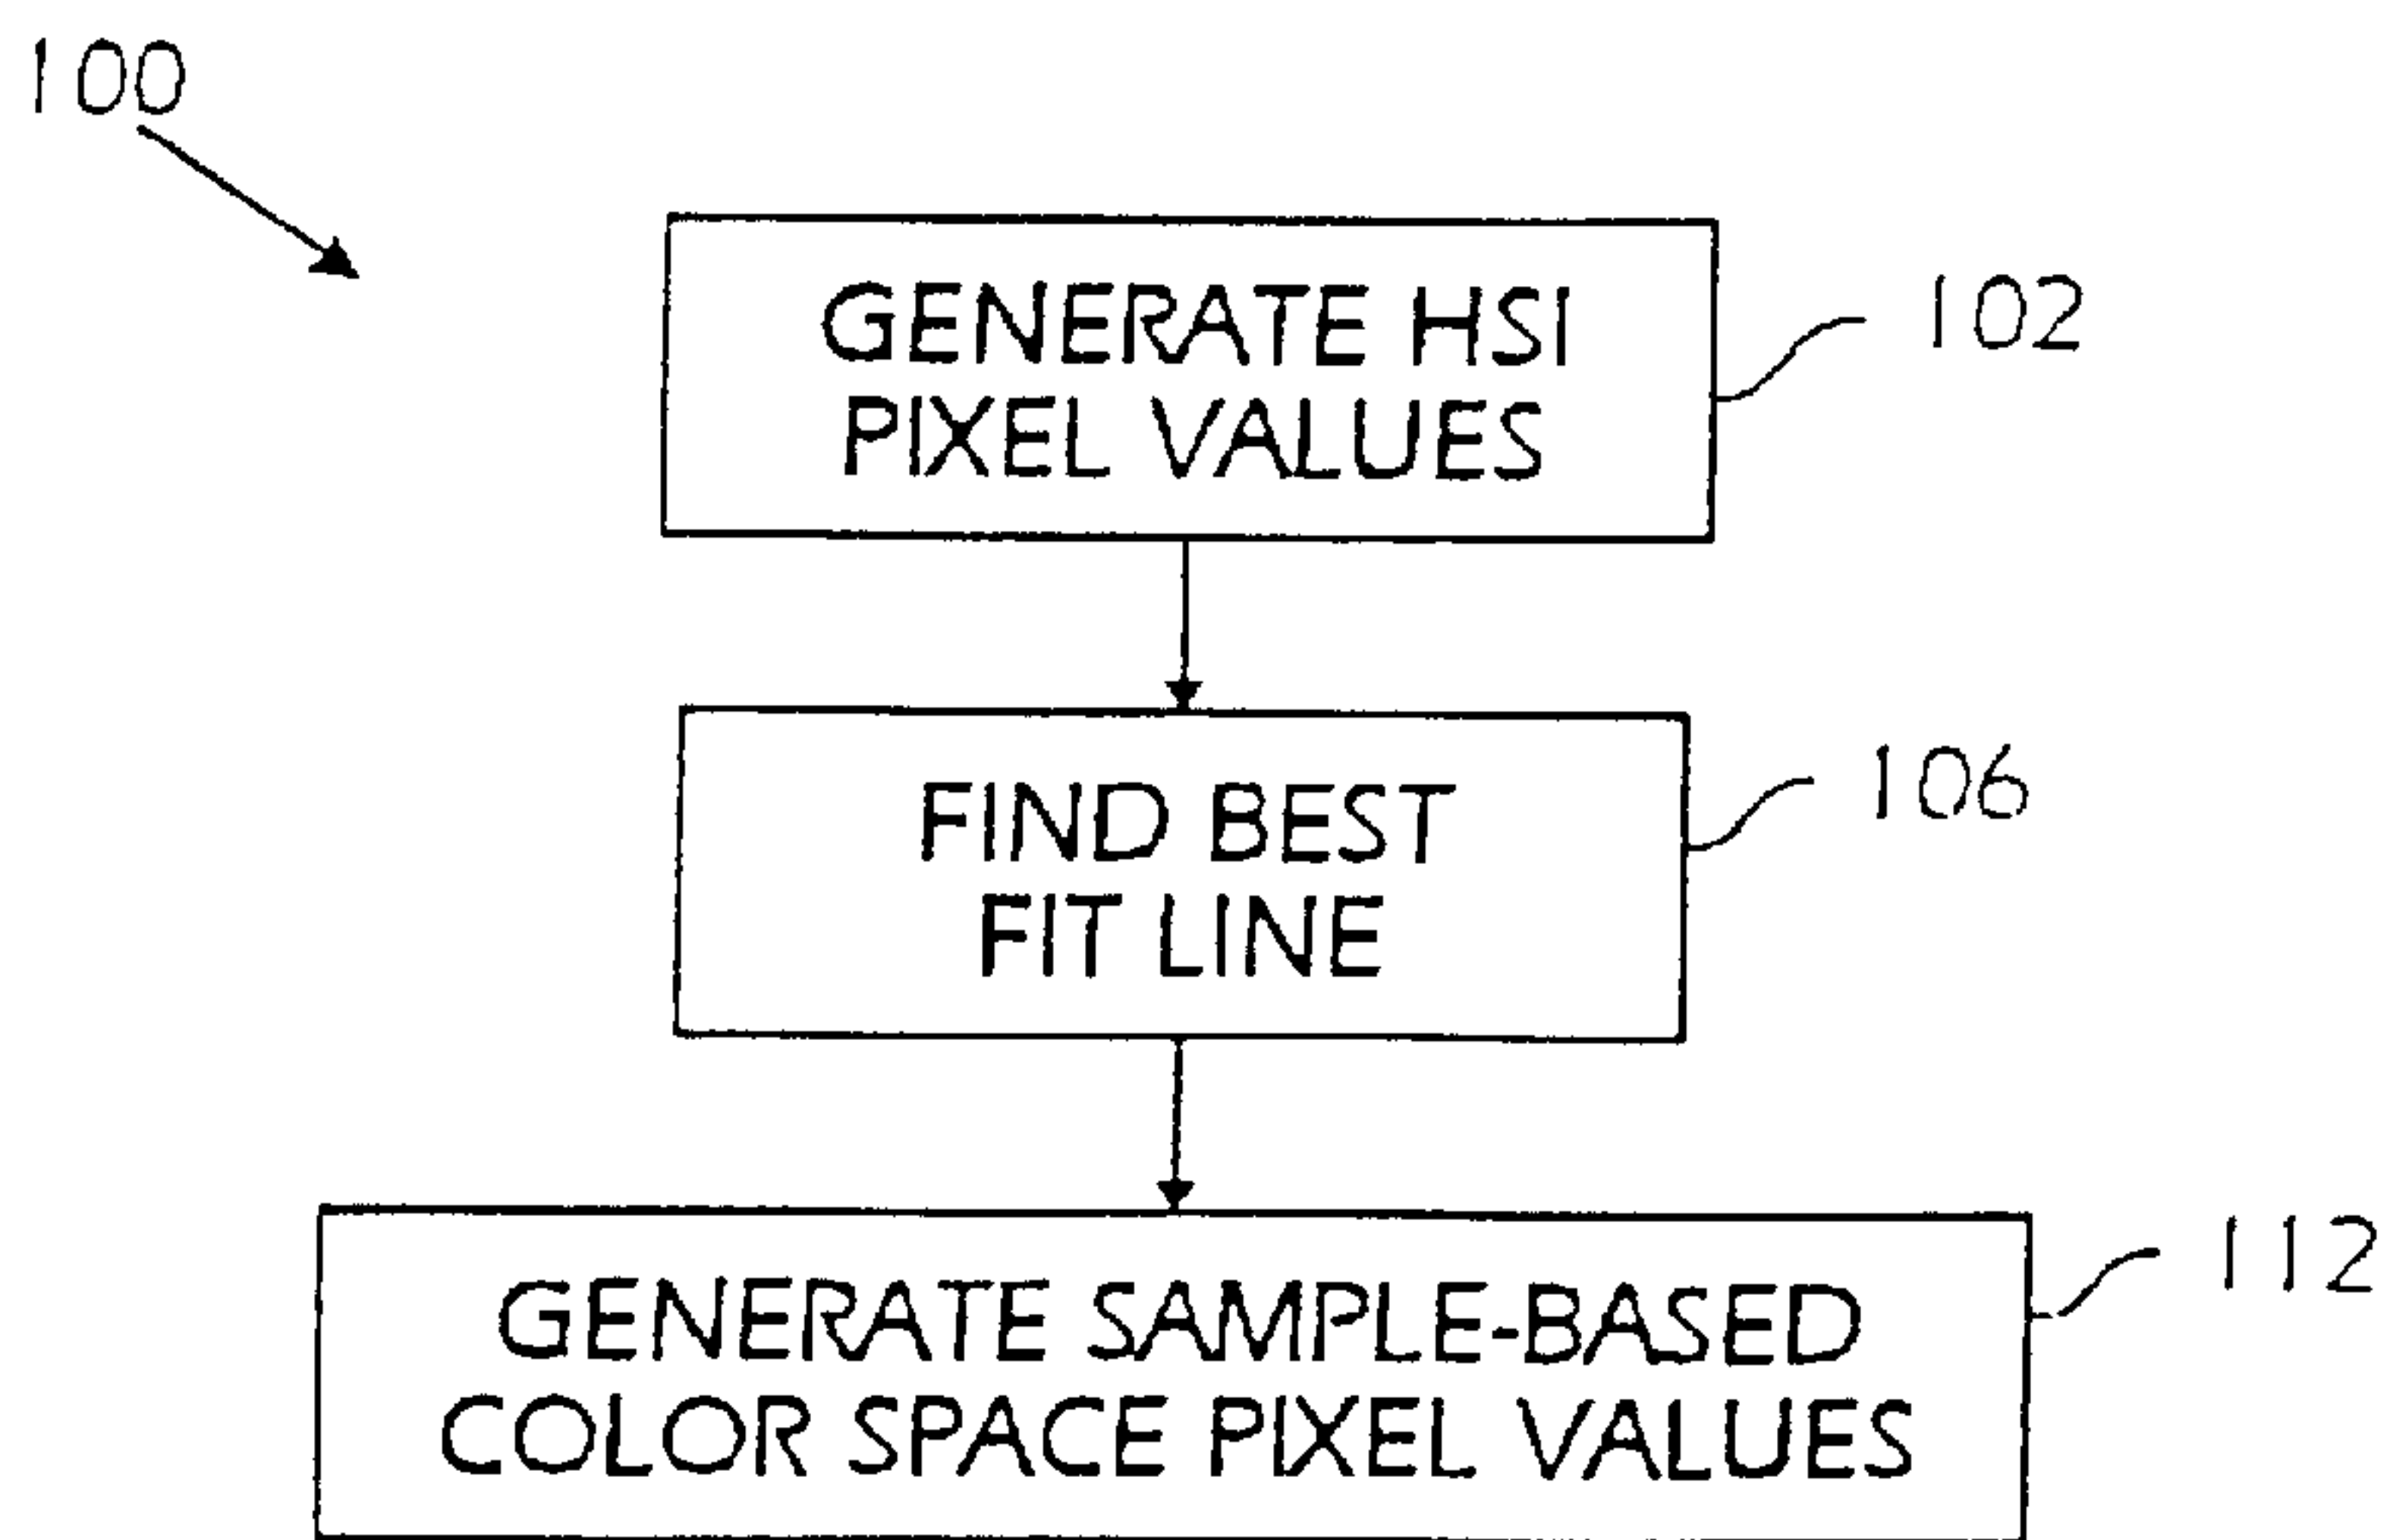 100
GENERATE HSI
PIXEL VALUES
102
FIND BEST
FIT LINE
106
GENERATE SAMPLE-BASED
COLOR SPACE PIXEL VALUES
112